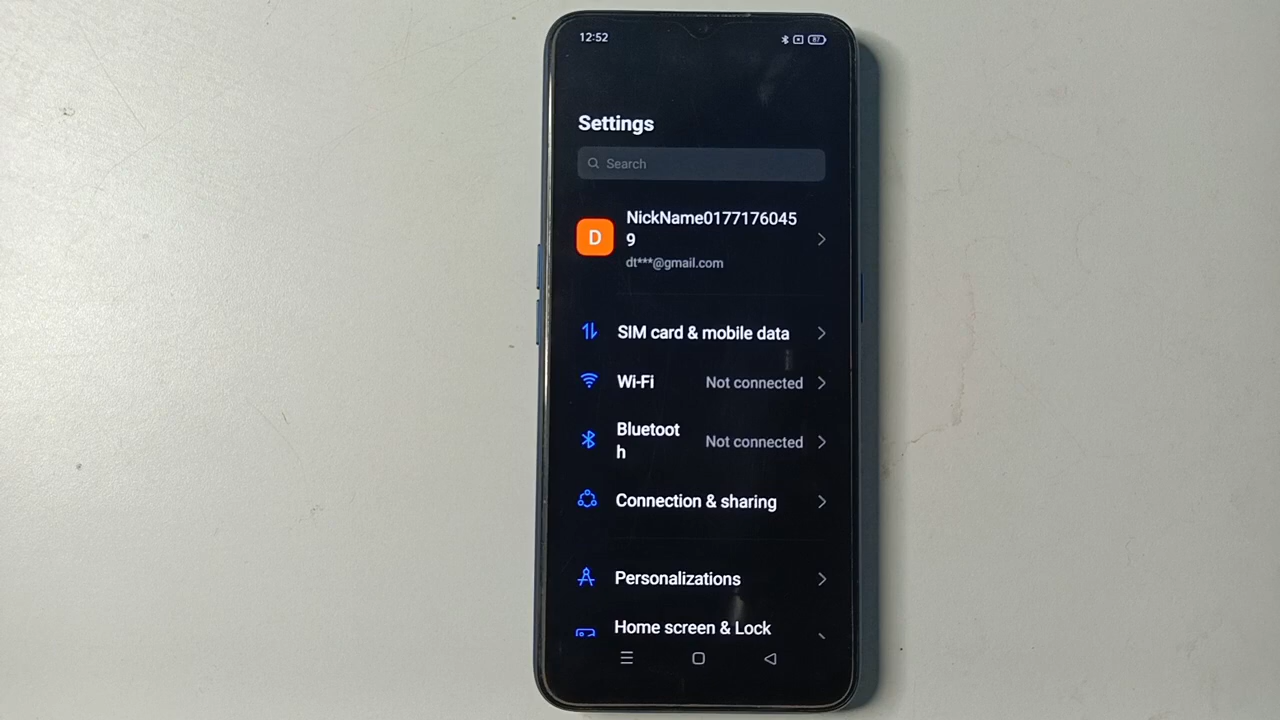 12:52
87
Settings
Search
D
NickName0177176045
9
dt***@gmail.com
SIM card & mobile data
Wi-Fi Not connected
Bluetoot
h
Not connected
Connection & sharing
Personalizations
Home screen & Lock